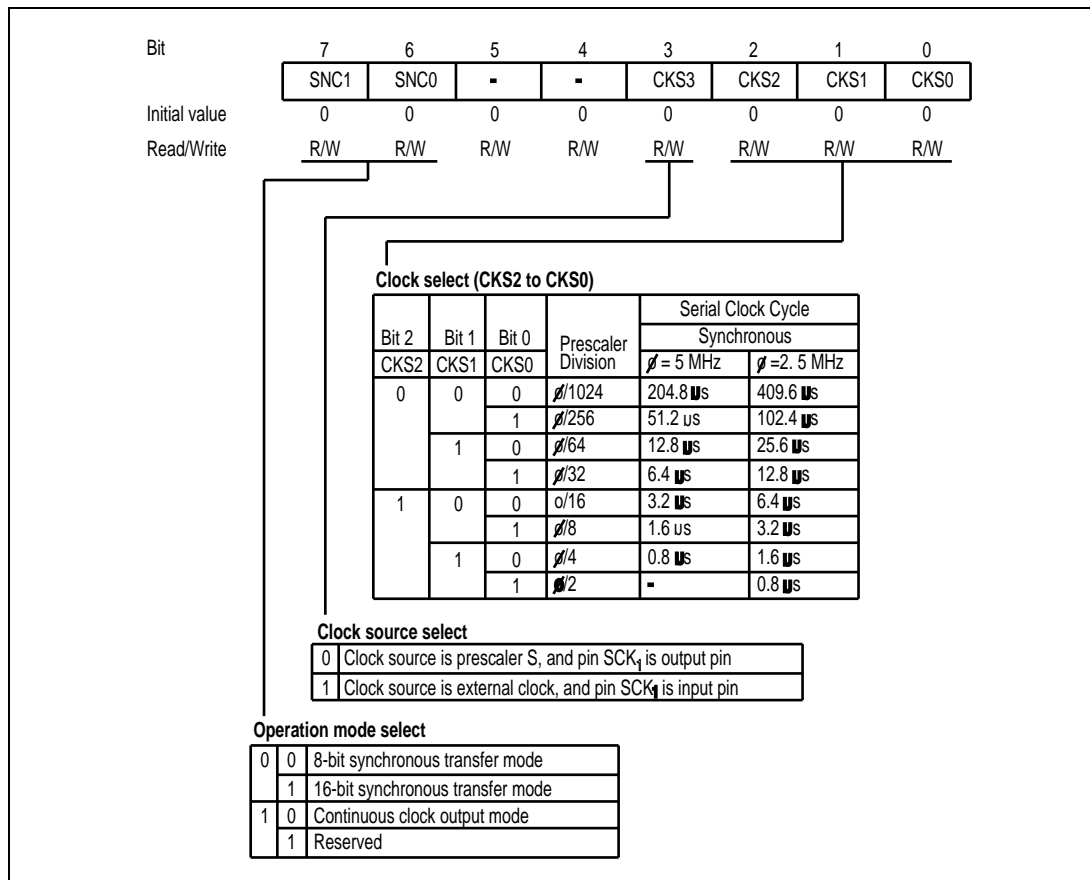 Bit 7 6 5 4 3 2 1 0
SNC1 SNC0 - - CKS3 CKS2 CKS1 CKS0
Initial value 0 0 0 0 0 0 0 0
Read/Write R/W R/W R/W R/W R/W R/W R/W R/W
Clock select (CKS2 to CKS0)
Serial Clock Cycle
Bit 2 Bit 1 Bit 0 Prescaler Division Synchronous
CKS2 CKS1 CKS0 ø = 5 MHz ø =2. 5 MHz
0 0 0 ø/1024 204.8 µs 409.6 µs
1 ø/256 51.2 µs 102.4 µs
1 0 ø/64 12.8 µs 25.6 µs
1 ø/32 6.4 µs 12.8 µs
1 0 0 o/16 3.2 µs 6.4 µs
1 ø/8 1.6 µs 3.2 µs
1 0 ø/4 0.8 µs 1.6 µs
1 ø/2 - 0.8 µs
Clock source select
0 Clock source is prescaler S, and pin SCK₁ is output pin
1 Clock source is external clock, and pin SCK₁ is input pin
Operation mode select
0 0 8-bit synchronous transfer mode
1 16-bit synchronous transfer mode
1 0 Continuous clock output mode
1 Reserved